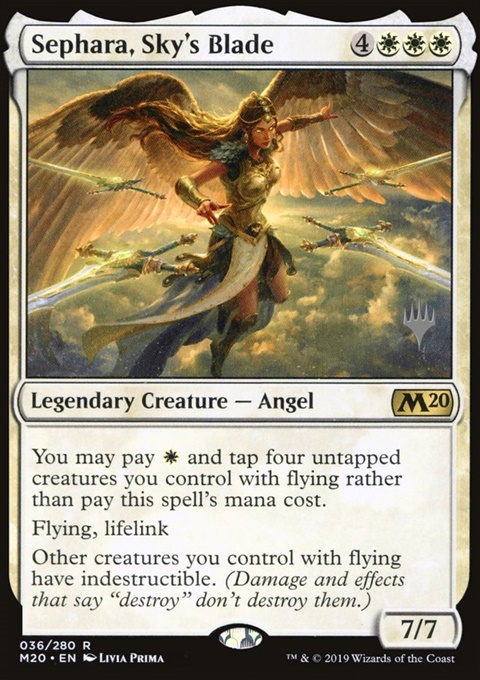 Sephara, Sky's Blade 4
Legendary Creature — Angel M20
You may pay and tap four untapped
creatures you control with flying rather
than pay this spell's mana cost.
Flying, lifelink
Other creatures you control with flying
have indestructible. (Damage and effects
that say “destroy” don't destroy them.)
7/7
036/280 R
M20 • EN Livia Prima ™ & © 2019 Wizards of the Coast